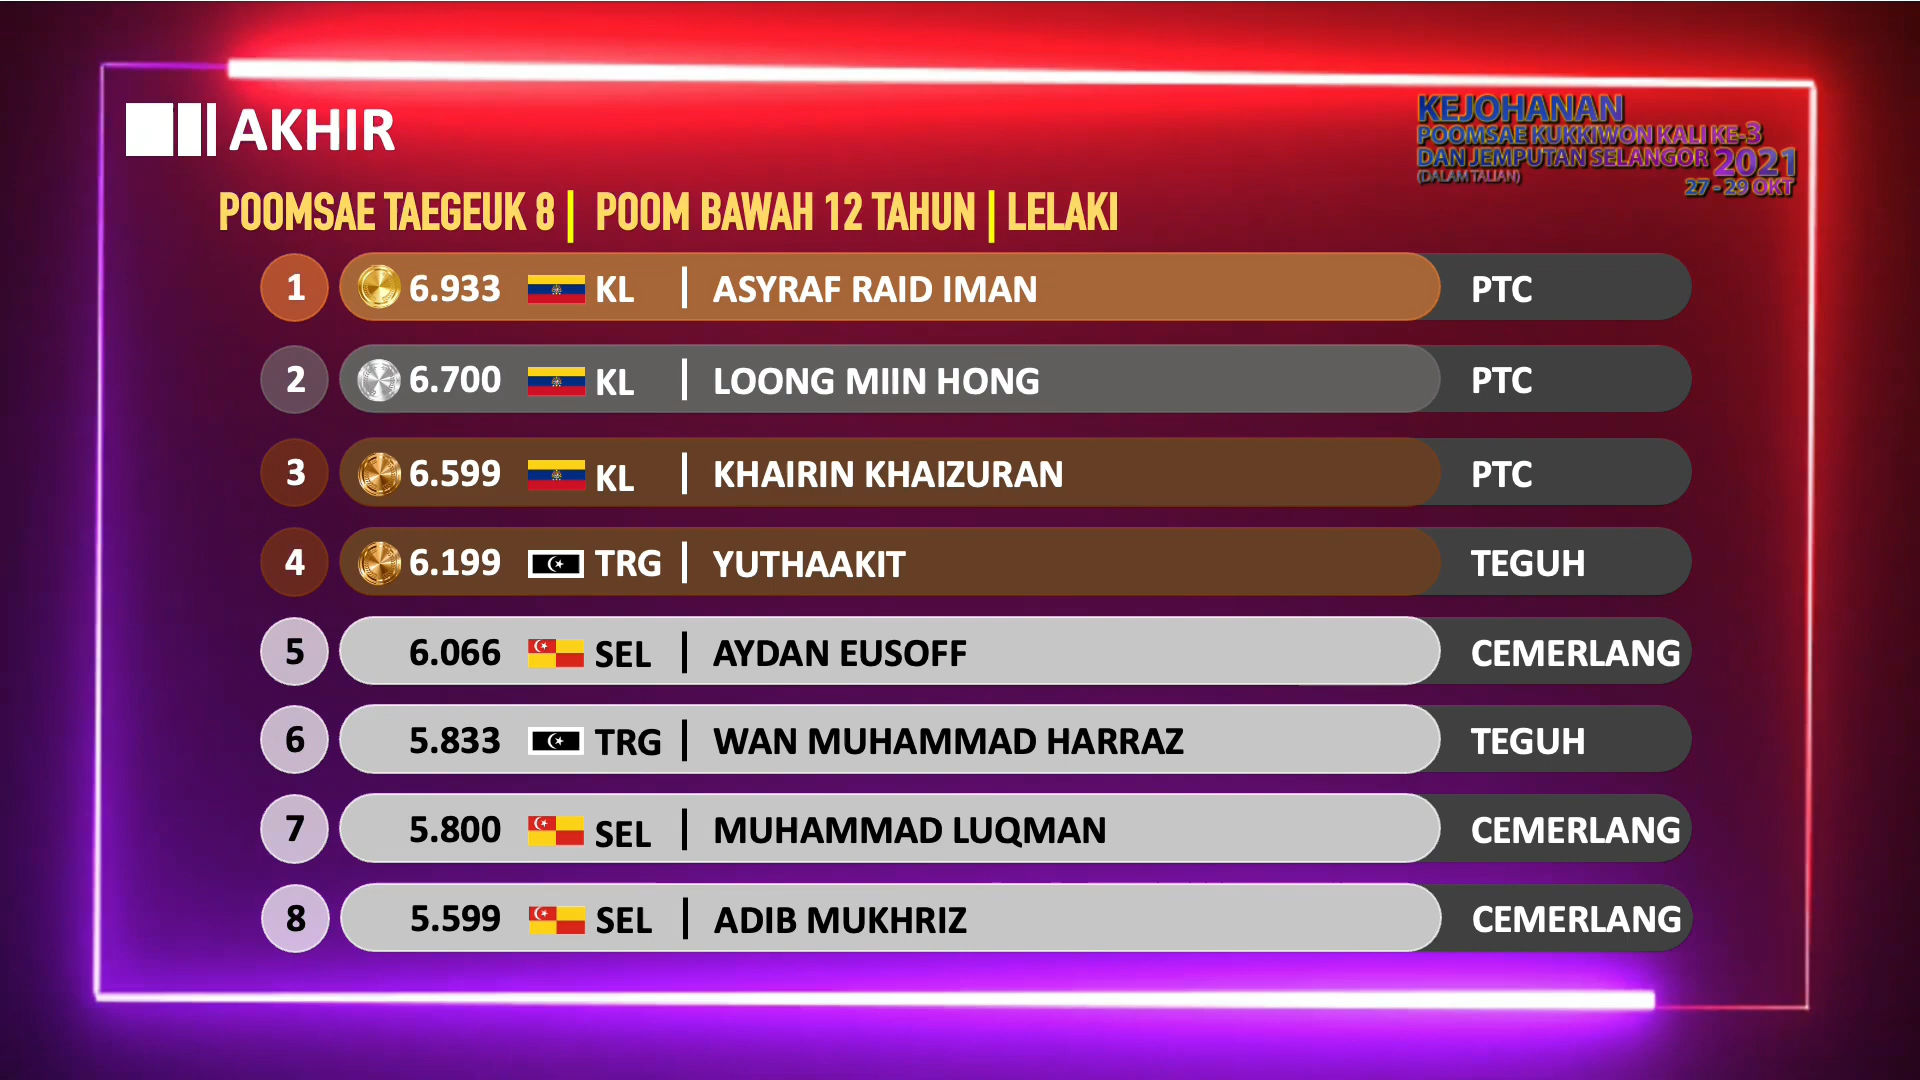 AKHIR
KEJOHANAN
POOMSAE KUKKIWON KALI KE-3
DAN JEMPUTAN SELANGOR 2021
(DALAM TALIAN)
27 - 29 OKT
POOMSAE TAEGEUK 8 | POOM BAWAH 12 TAHUN | LELAKI
1 6.933 KL | ASYRAF RAID IMAN PTC
2 6.700 KL | LOONG MIIN HONG PTC
3 6.599 KL | KHAIRIN KHAIZURAN PTC
4 6.199 TRG | YUTHAAKIT TEGUH
5 6.066 SEL | AYDAN EUSOFF CEMERLANG
6 5.833 TRG | WAN MUHAMMAD HARRAZ TEGUH
7 5.800 SEL | MUHAMMAD LUQMAN CEMERLANG
8 5.599 SEL | ADIB MUKHRIZ CEMERLANG